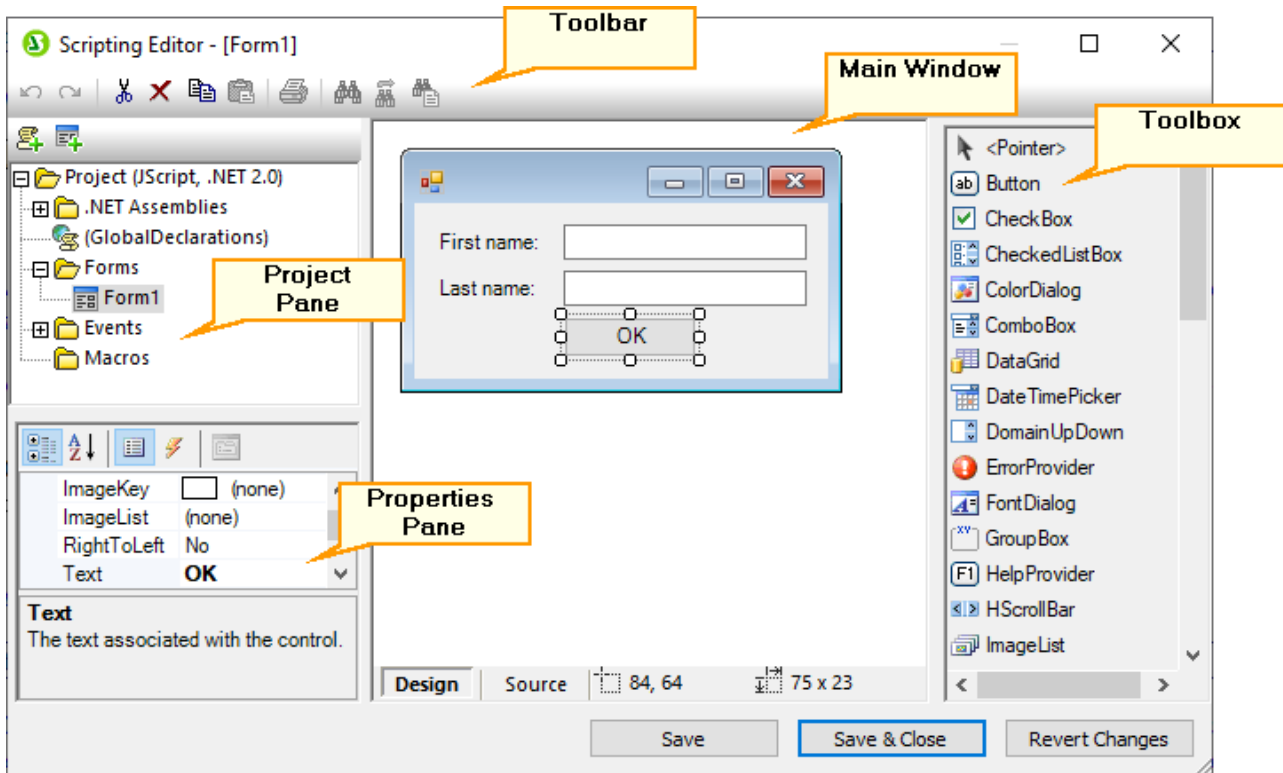 Toolbar
Scripting Editor - [Form1]
Main Window
Toolbox
Project (JScript, .NET 2.0)
.NET Assemblies
(GlobalDeclarations)
Forms
Form1
Events
Macros
Project
Pane
First name:
Last name:
OK
<Pointer>
ab Button
CheckBox
CheckedListBox
ColorDialog
ComboBox
DataGrid
DateTimePicker
DomainUpDown
ErrorProvider
A FontDialog
XY GroupBox
F1 HelpProvider
HScrollBar
ImageList
A
Z
ImageKey (none)
ImageList (none)
RightToLeft No
Text OK
Properties
Pane
Text
The text associated with the control.
Design Source 84, 64 75 x 23
Save Save & Close Revert Changes